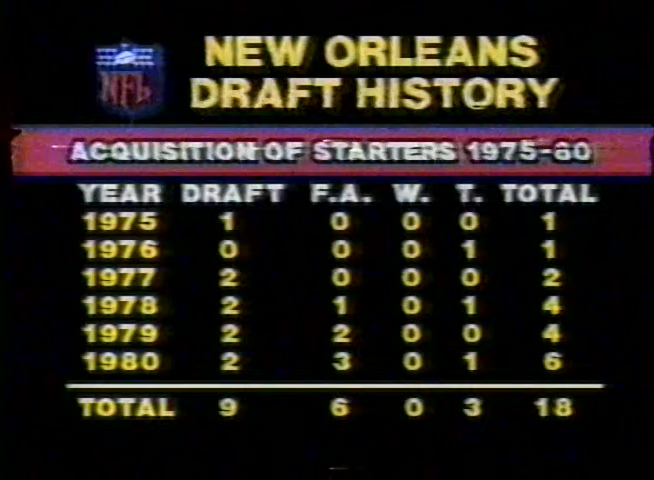 NFL
NEW ORLEANS
DRAFT HISTORY
ACQUISITION OF STARTERS 1975-80
YEAR DRAFT F.A. W. T. TOTAL
1975 1 0 0 0 1
1976 0 0 0 1 1
1977 2 0 0 0 2
1978 2 1 0 1 4
1979 2 2 0 0 4
1980 2 3 0 1 6
TOTAL 9 6 0 3 18